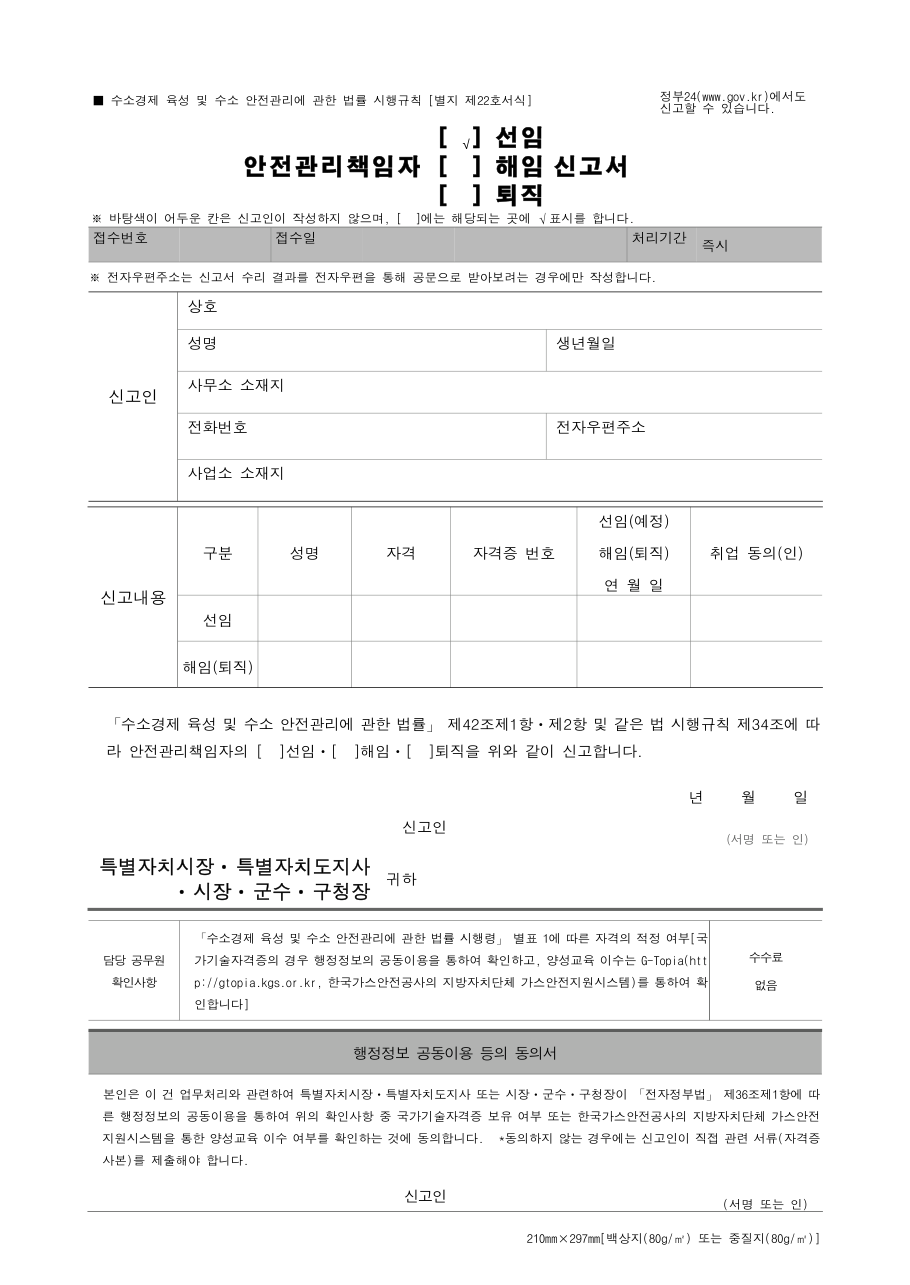 ■ 수소경제 육성 및 수소 안전관리에 관한 법률 시행규칙 [별지 제22호서식]
정부24(www.gov.kr)에서도
신고할 수 있습니다.
[ √ ] 선임
안전관리책임자 [  ] 해임 신고서
[  ] 퇴직
※ 바탕색이 어두운 칸은 신고인이 작성하지 않으며, [  ]에는 해당되는 곳에 √표시를 합니다.
접수번호 접수일 처리기간 즉시
※ 전자우편주소는 신고서 수리 결과를 전자우편을 통해 공문으로 받아보려는 경우에만 작성합니다.
신고인
상호
성명 생년월일
사무소 소재지
전화번호 전자우편주소
사업소 소재지
신고내용
구분 성명 자격 자격증 번호 선임(예정) 해임(퇴직) 연 월 일 취업 동의(인)
선임
해임(퇴직)
「수소경제 육성 및 수소 안전관리에 관한 법률」 제42조제1항·제2항 및 같은 법 시행규칙 제34조에 따
라 안전관리책임자의 [  ]선임·[  ]해임·[  ]퇴직을 위와 같이 신고합니다.
년 월 일
신고인 (서명 또는 인)
특별자치시장· 특별자치도지사
· 시장· 군수· 구청장 귀하
담당 공무원
확인사항
「수소경제 육성 및 수소 안전관리에 관한 법률 시행령」 별표 1에 따른 자격의 적정 여부[국
가기술자격증의 경우 행정정보의 공동이용을 통하여 확인하고, 양성교육 이수는 G-Topia(htt
p://gtopia.kgs.or.kr, 한국가스안전공사의 지방자치단체 가스안전지원시스템)를 통하여 확
인합니다]
수수료
없음
행정정보 공동이용 등의 동의서
본인은 이 건 업무처리와 관련하여 특별자치시장·특별자치도지사 또는 시장·군수·구청장이 「전자정부법」 제36조제1항에 따
른 행정정보의 공동이용을 통하여 위의 확인사항 중 국가기술자격증 보유 여부 또는 한국가스안전공사의 지방자치단체 가스안전
지원시스템을 통한 양성교육 이수 여부를 확인하는 것에 동의합니다. *동의하지 않는 경우에는 신고인이 직접 관련 서류(자격증
사본)를 제출해야 합니다.
신고인 (서명 또는 인)
210㎜×297㎜[백상지(80g/㎡) 또는 중질지(80g/㎡)]